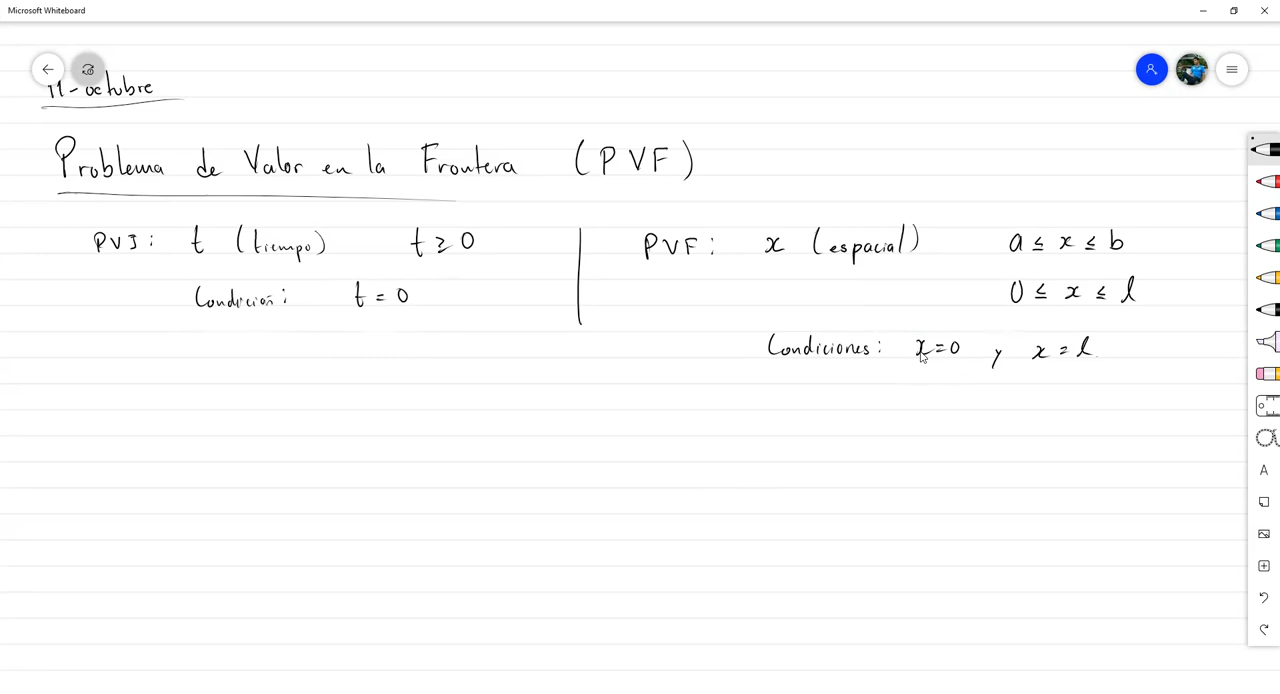 Microsoft Whiteboard
11-octubre
Problema de Valor en la Frontera (PVF)
PVI: t (tiempo) t ≥ 0
Condición: t = 0
PVF: x (espacial) a ≤ x ≤ b
0 ≤ x ≤ l
Condiciones: x=0 y x = l
A